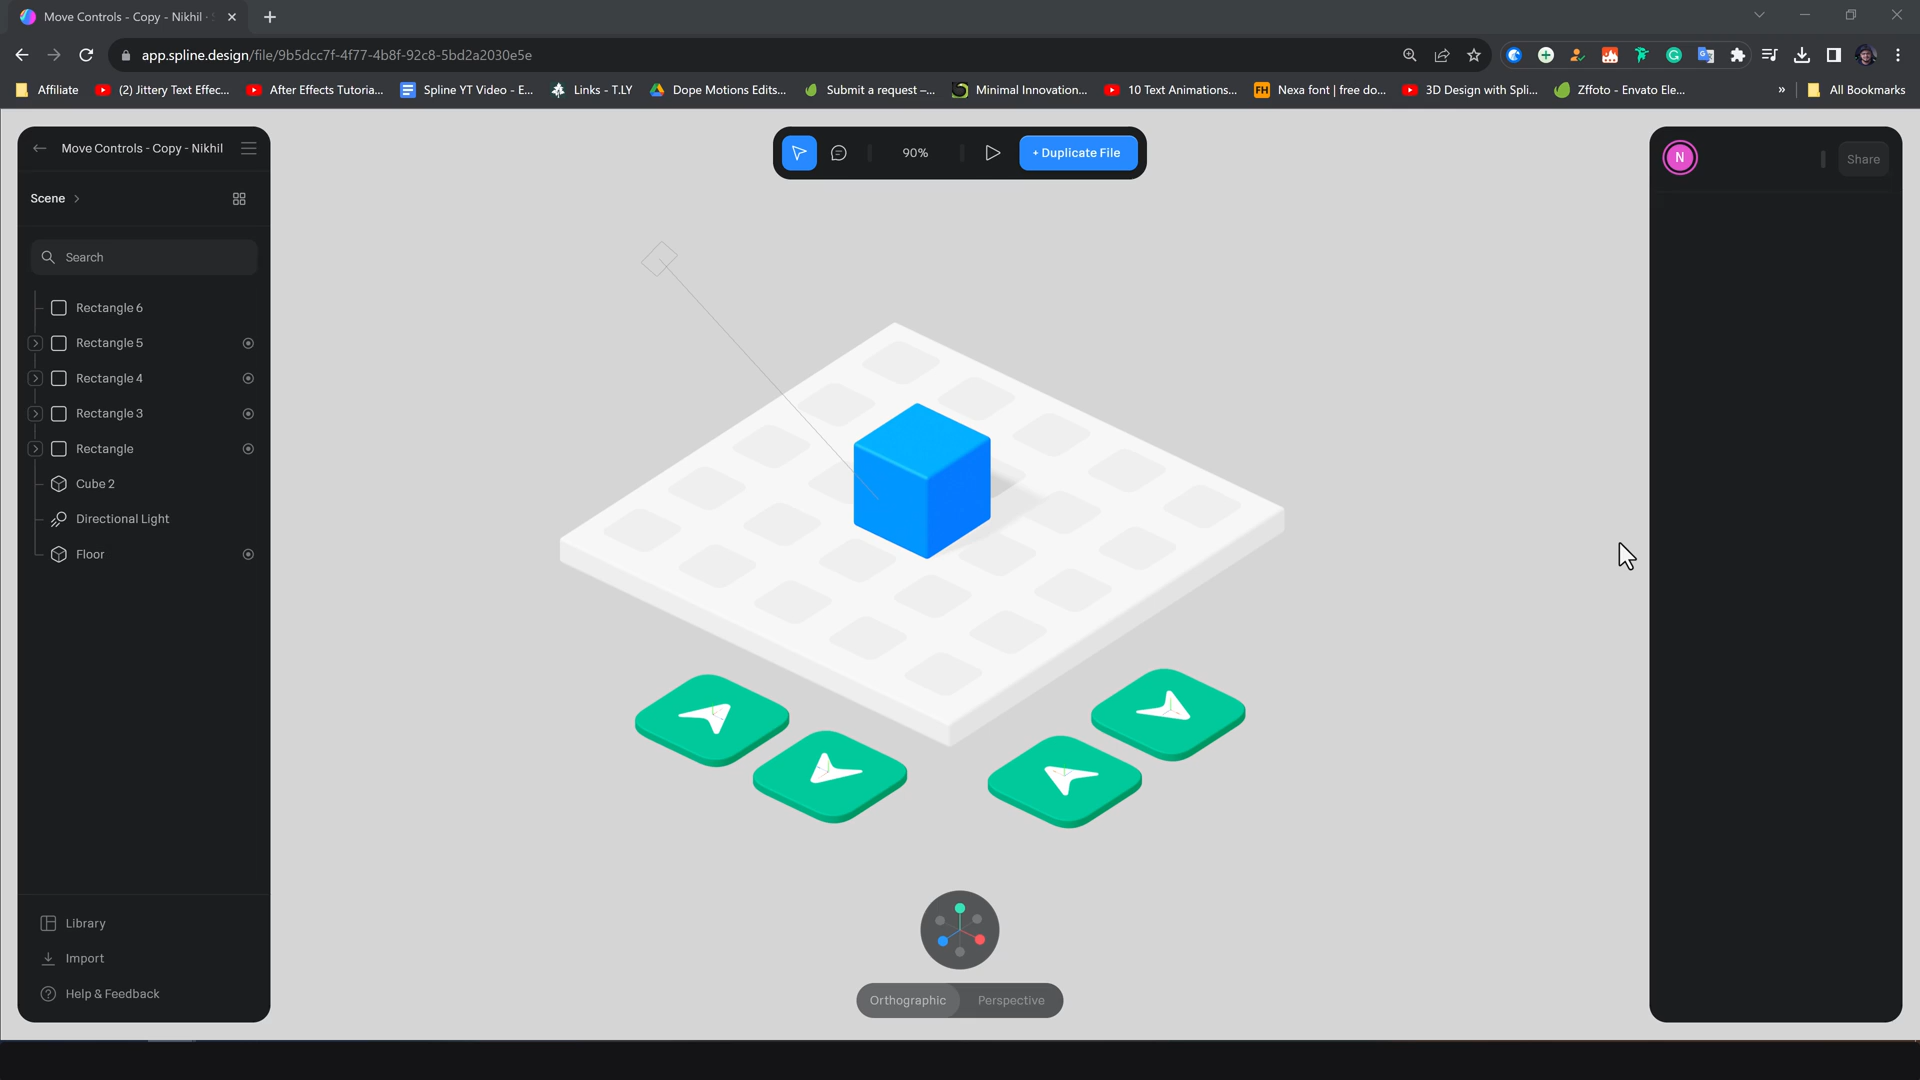 Move Controls - Copy - Nikhil ·
app.spline.design/file/9b5dcc7f-4f77-4b8f-92c8-5bd2a2030e5e
Affiliate (2) Jittery Text Effec... After Effects Tutoria... Spline YT Video - E... Links - T.LY Dope Motions Edits... Submit a request –... Minimal Innovation... FH 10 Text Animations... Nexa font | free do... 3D Design with Spli... Zffoto - Envato Ele... » All Bookmarks
Move Controls - Copy - Nikhil
90%
+ Duplicate File
N
Share
Scene
Search
Rectangle 6
Rectangle 5
Rectangle 4
Rectangle 3
Rectangle
Cube 2
Directional Light
Floor
Library
Import
Help & Feedback
Orthographic Perspective